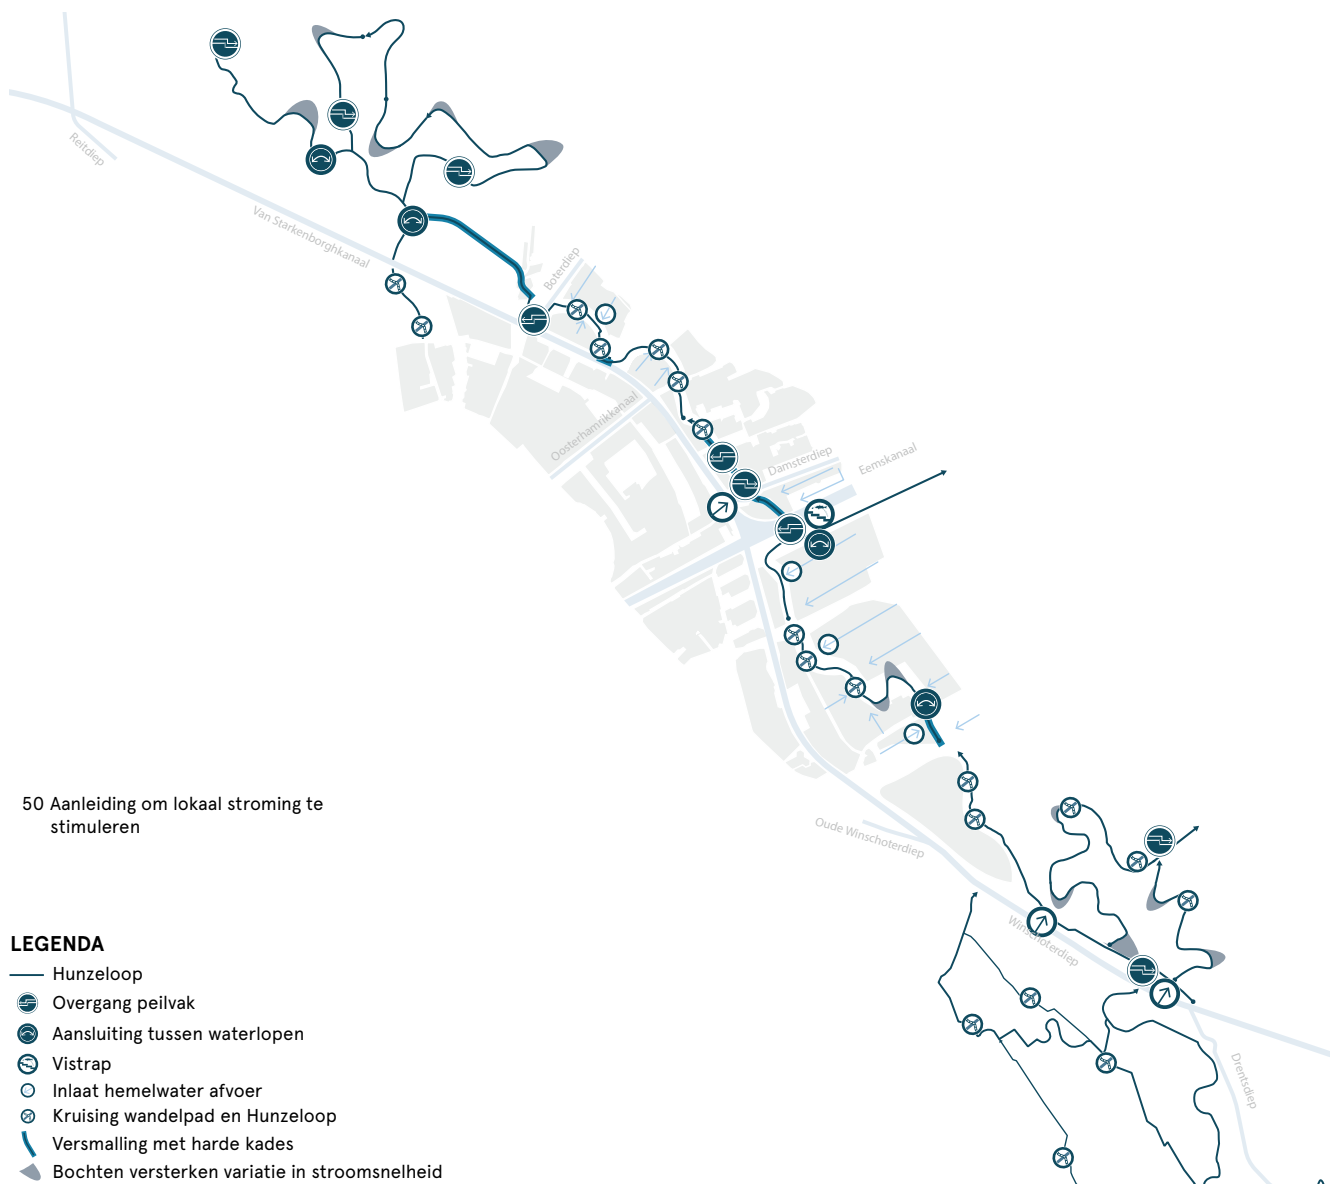 Reitdiep
Van Starkenborghkanaal
Boterdiep
Oosterhamrikkanaal
Damsterdiep
Eemskanaal
50 Aanleiding om lokaal stroming te
stimuleren
Oude Winschoterdiep
Winschoterdiep
Drentsdiep
LEGENDA
Hunzeloop
Overgang peilvak
Aansluiting tussen waterlopen
Vistrap
Inlaat hemelwater afvoer
Kruising wandelpad en Hunzeloop
Versmalling met harde kades
Bochten versterken variatie in stroomsnelheid